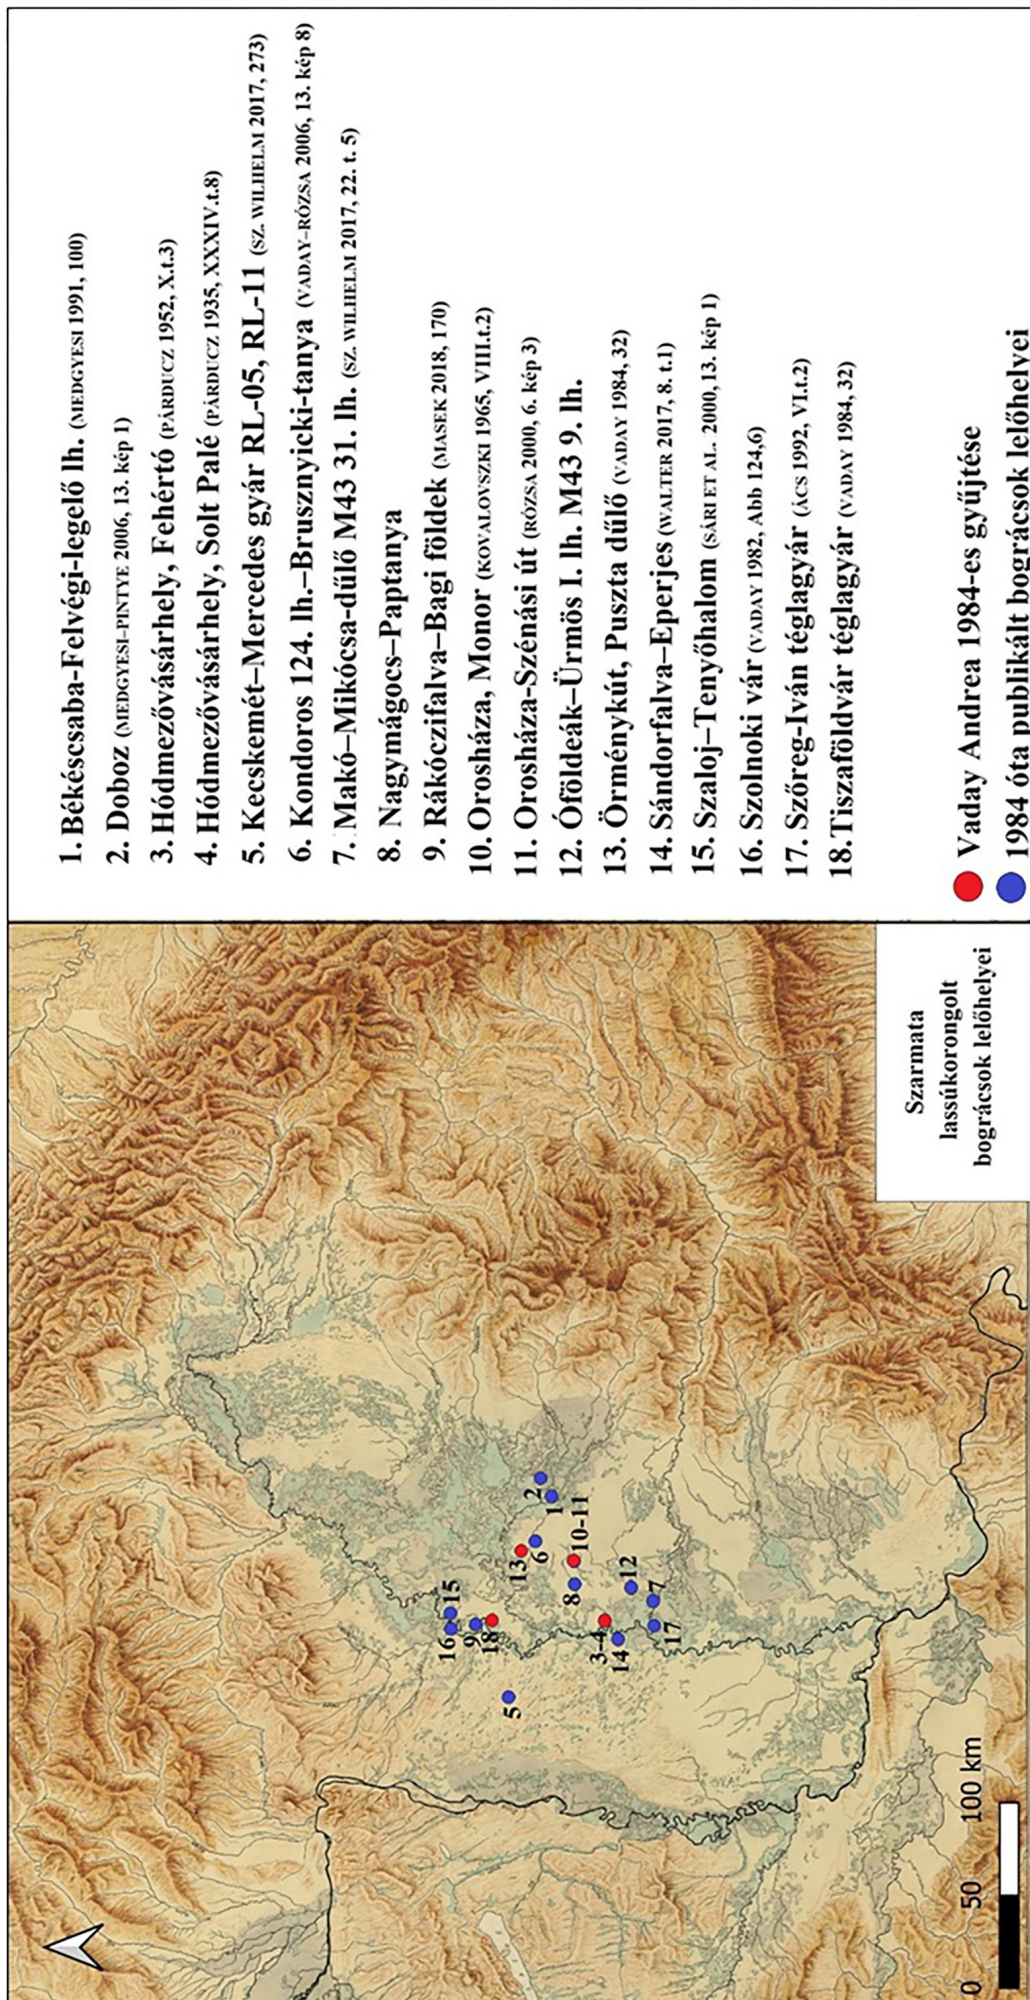 1. Békéscsaba-Felvégi-legelő lh. (MEDGYESI 1991, 100)
2. Doboz (MEDGYESI–PINTYE 2006, 13. kép 1)
3. Hódmezővásárhely, Fehértó (PÁRDUCZ 1952, X.t.3)
4. Hódmezővásárhely, Solt Palé (PÁRDUCZ 1935, XXXIV.t.8)
5. Kecskemét–Mercedes gyár RL-05, RL-11 (SZ. WILHELM 2017, 273)
6. Kondoros 124. lh.–Brusznyicki-tanya (VADAY–RÓZSA 2006, 13. kép 8)
7. Makó–Mikócsa-dűlő M43 31. lh. (SZ. WILHELM 2017, 22. t. 5)
8. Nagymágocs–Paptanya
9. Rákóczifalva–Bagi földek (MASEK 2018, 170)
10. Orosháza, Monor (KOVALOVSZKI 1965, VIII.t.2)
11. Orosháza-Szénási út (RÓZSA 2000, 6. kép 3)
12. Óföldeák–Ürmös I. lh. M43 9. lh.
13. Örménykút, Puszta dűlő (VADAY 1984, 32)
14. Sándorfalva–Eperjes (WALTER 2017, 8. t.1)
15. Szaloj–Tenyőhalom (SÁRI ET AL. 2000,13. kép 1)
16. Szolnoki vár (VADAY 1982, Abb 124,6)
17. Szőreg-Iván téglagyár (ÁCS 1992, VI.t.2)
18. Tiszaföldvár téglagyár (VADAY 1984, 32)
Vaday Andrea 1984-es gyűjtése
1984 óta publikált bográcsok lelőhelyei
16
15
9
18
5
13
6
2
1
8
10-11
3-4
14
12
17
7
0
50
100 km
Szarmata
lassúkorongolt
bográcsok lelőhelyei